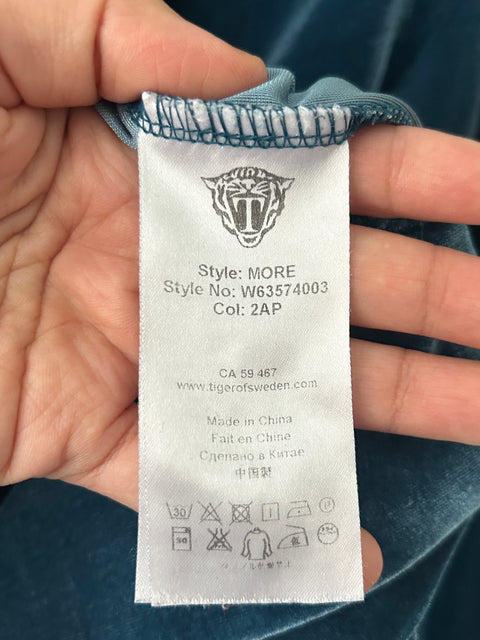 T
Style: MORE
Style No: W63574003
Col: 2AP
CA 59 467
www.tigerofsweden.com
Made in China
Fait en Chine
Сделано в Китае
中国製
30 P
30